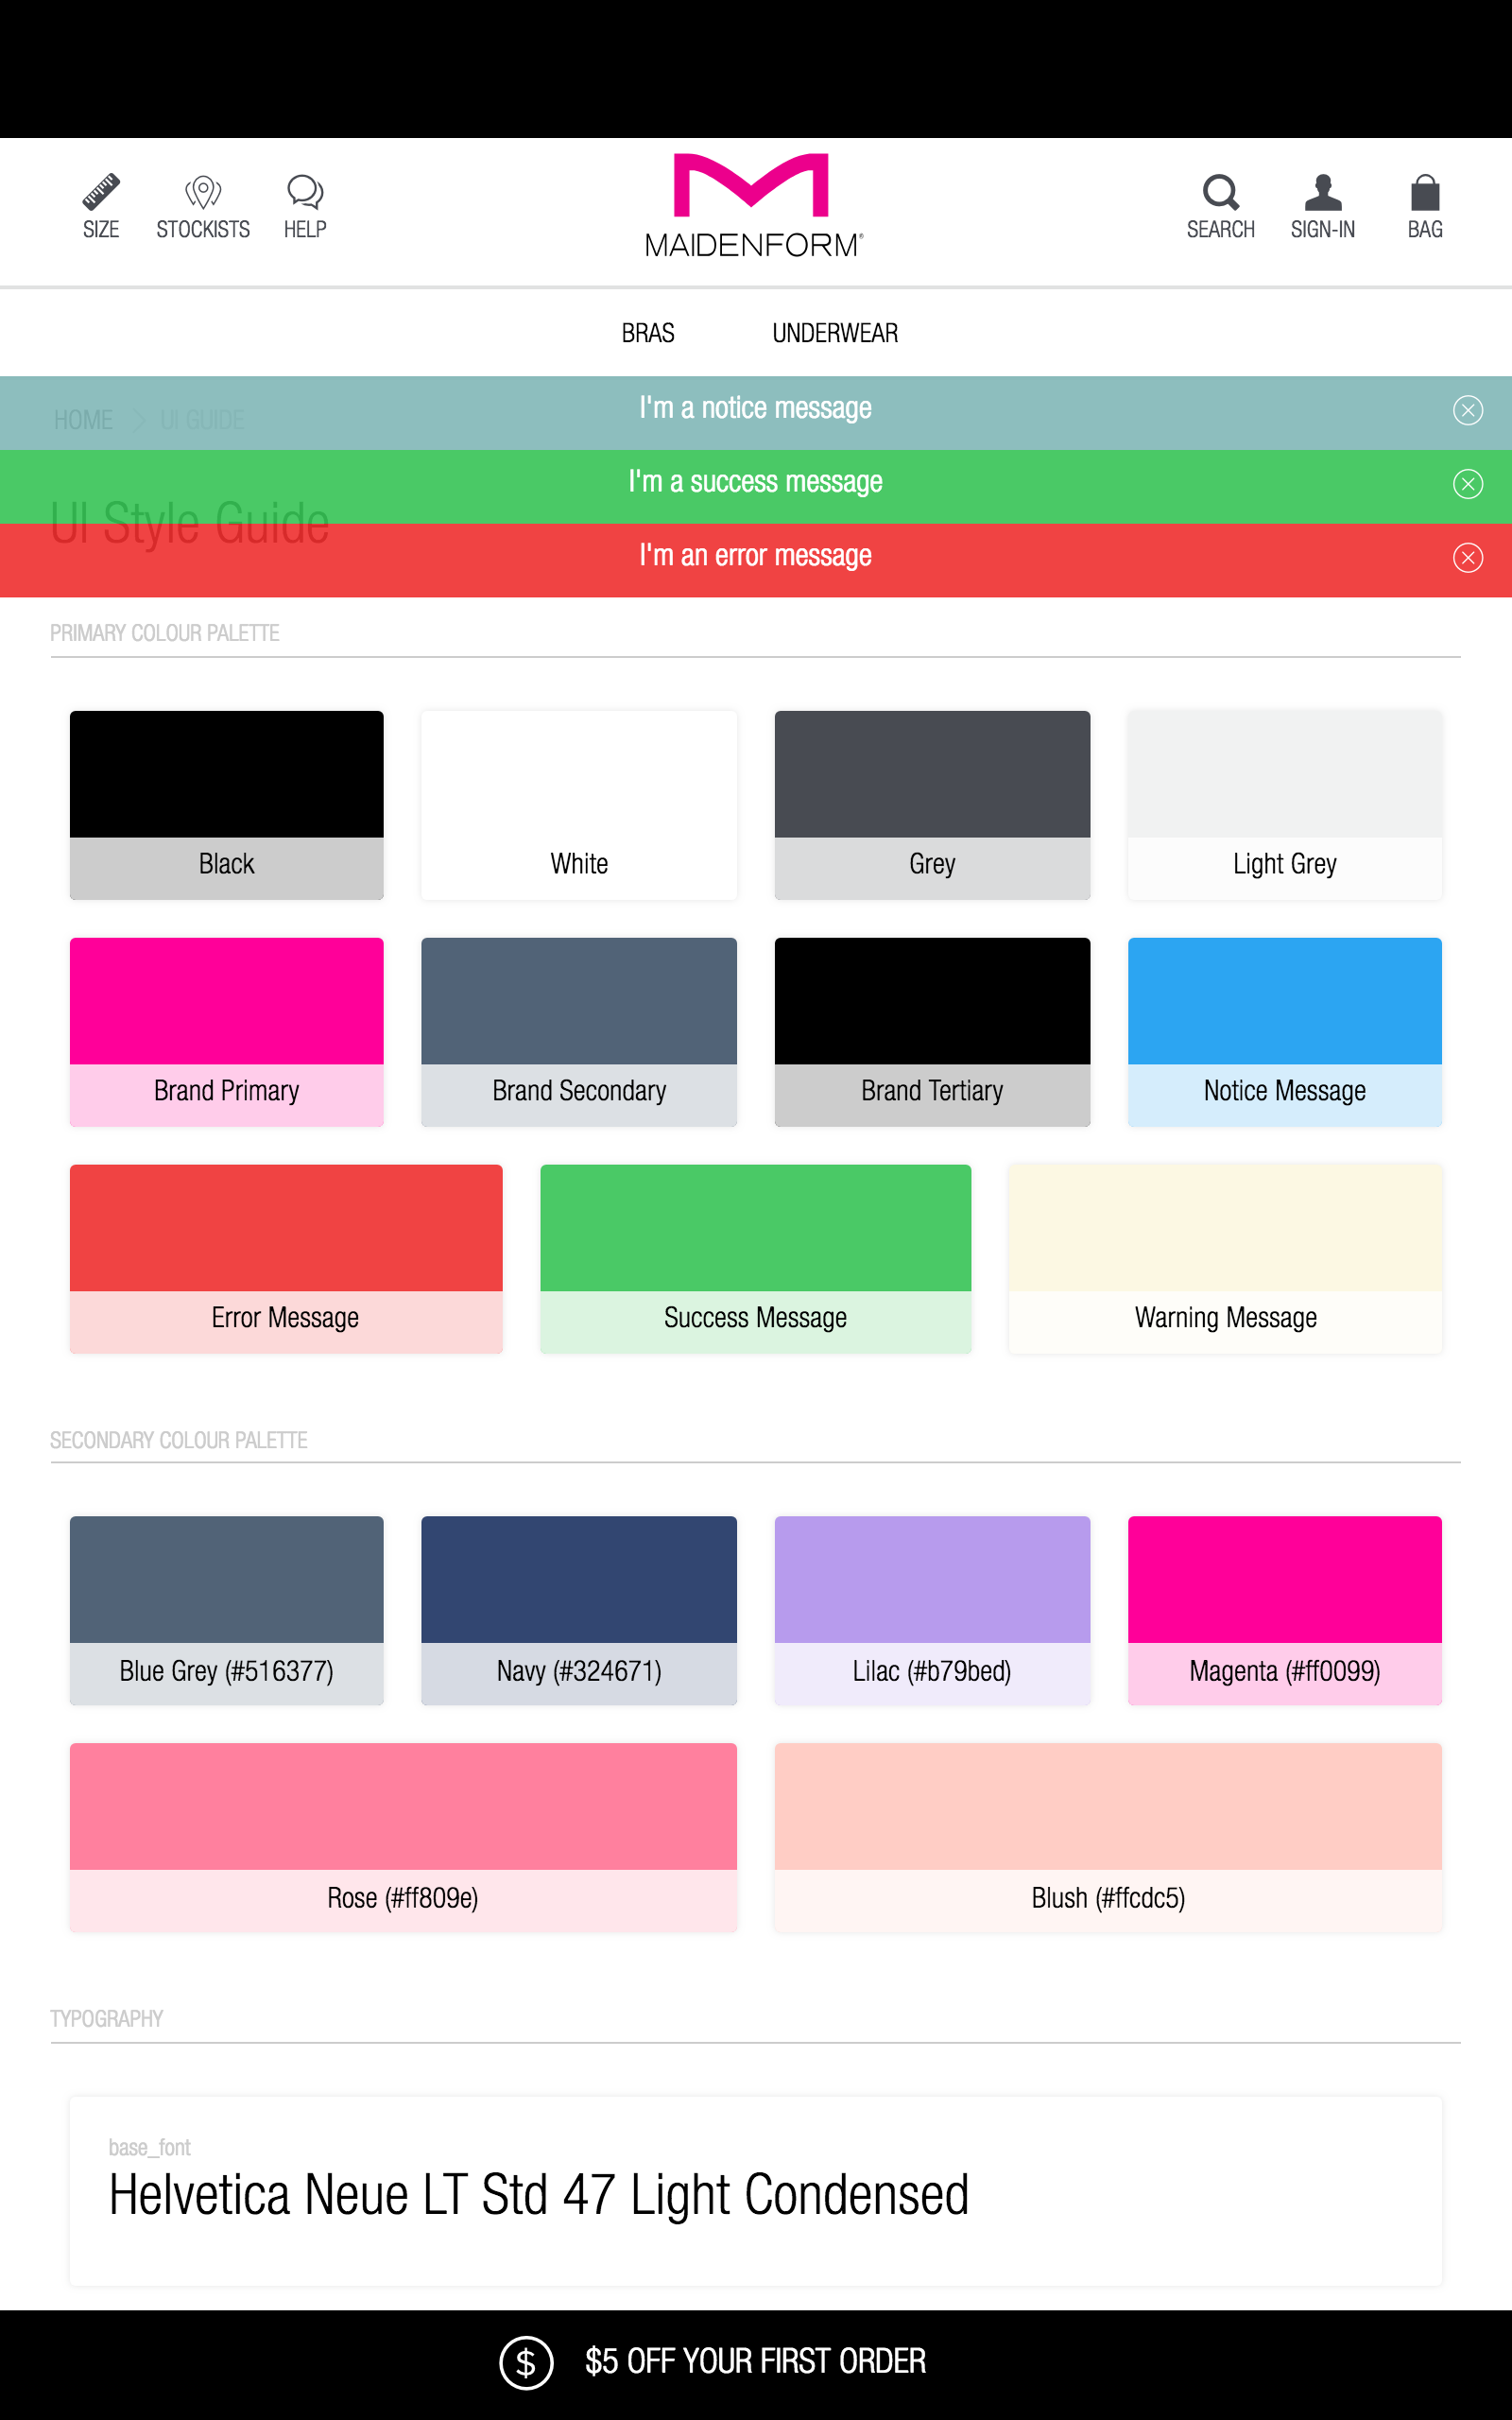 SIZE STOCKISTS HELP
MAIDENFORM®
SEARCH SIGN-IN BAG
BRAS UNDERWEAR
I'm a notice message
HOME > UI GUIDE
I'm a success message
UI Style Guide
I'm an error message
PRIMARY COLOUR PALETTE
Black White Grey Light Grey
Brand Primary Brand Secondary Brand Tertiary Notice Message
Error Message Success Message Warning Message
SECONDARY COLOUR PALETTE
Blue Grey (#516377) Navy (#324671) Lilac (#b79bed) Magenta (#ff0099)
Rose (#ff809e) Blush (#ffcdc5)
TYPOGRAPHY
base_font
Helvetica Neue LT Std 47 Light Condensed
$ $5 OFF YOUR FIRST ORDER